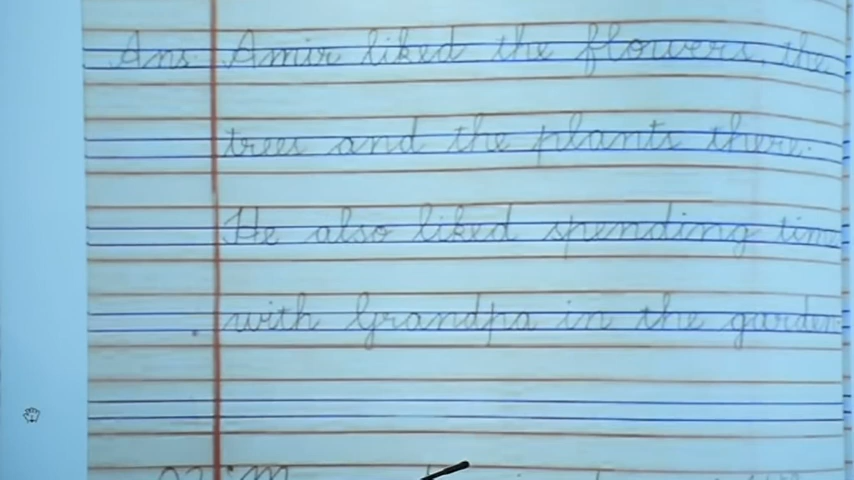 Ans. Amir liked the flowers, the
trees and the plants there.
He also liked spending time
with Grandpa in the garden.